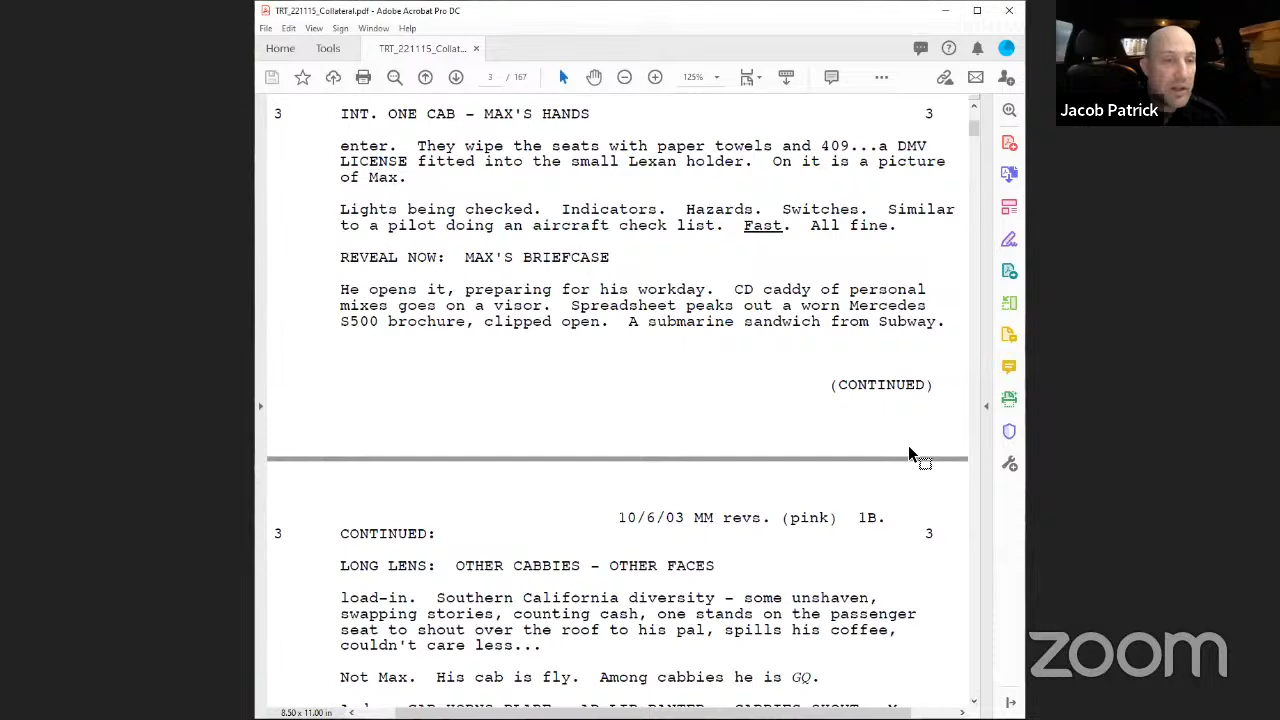 TRT_221115_Collateral.pdf - Adobe Acrobat Pro DC
File Edit View Sign Window Help
Home Tools TRT_221115_Collat... ×
3 / 167 125%
Jacob Patrick
3 INT. ONE CAB - MAX'S HANDS 3
enter. They wipe the seats with paper towels and 409...a DMV
LICENSE fitted into the small Lexan holder. On it is a picture
of Max.
Lights being checked. Indicators. Hazards. Switches. Similar
to a pilot doing an aircraft check list. Fast. All fine.
REVEAL NOW: MAX'S BRIEFCASE
He opens it, preparing for his workday. CD caddy of personal
mixes goes on a visor. Spreadsheet peaks out a worn Mercedes
S500 brochure, clipped open. A submarine sandwich from Subway.
(CONTINUED)
10/6/03 MM revs. (pink) 1B.
3 CONTINUED: 3
LONG LENS: OTHER CABBIES - OTHER FACES
load-in. Southern California diversity - some unshaven,
swapping stories, counting cash, one stands on the passenger
seat to shout over the roof to his pal, spills his coffee,
couldn't care less...
Not Max. His cab is fly. Among cabbies he is GQ.
8.50 x 11.00 in
zoom